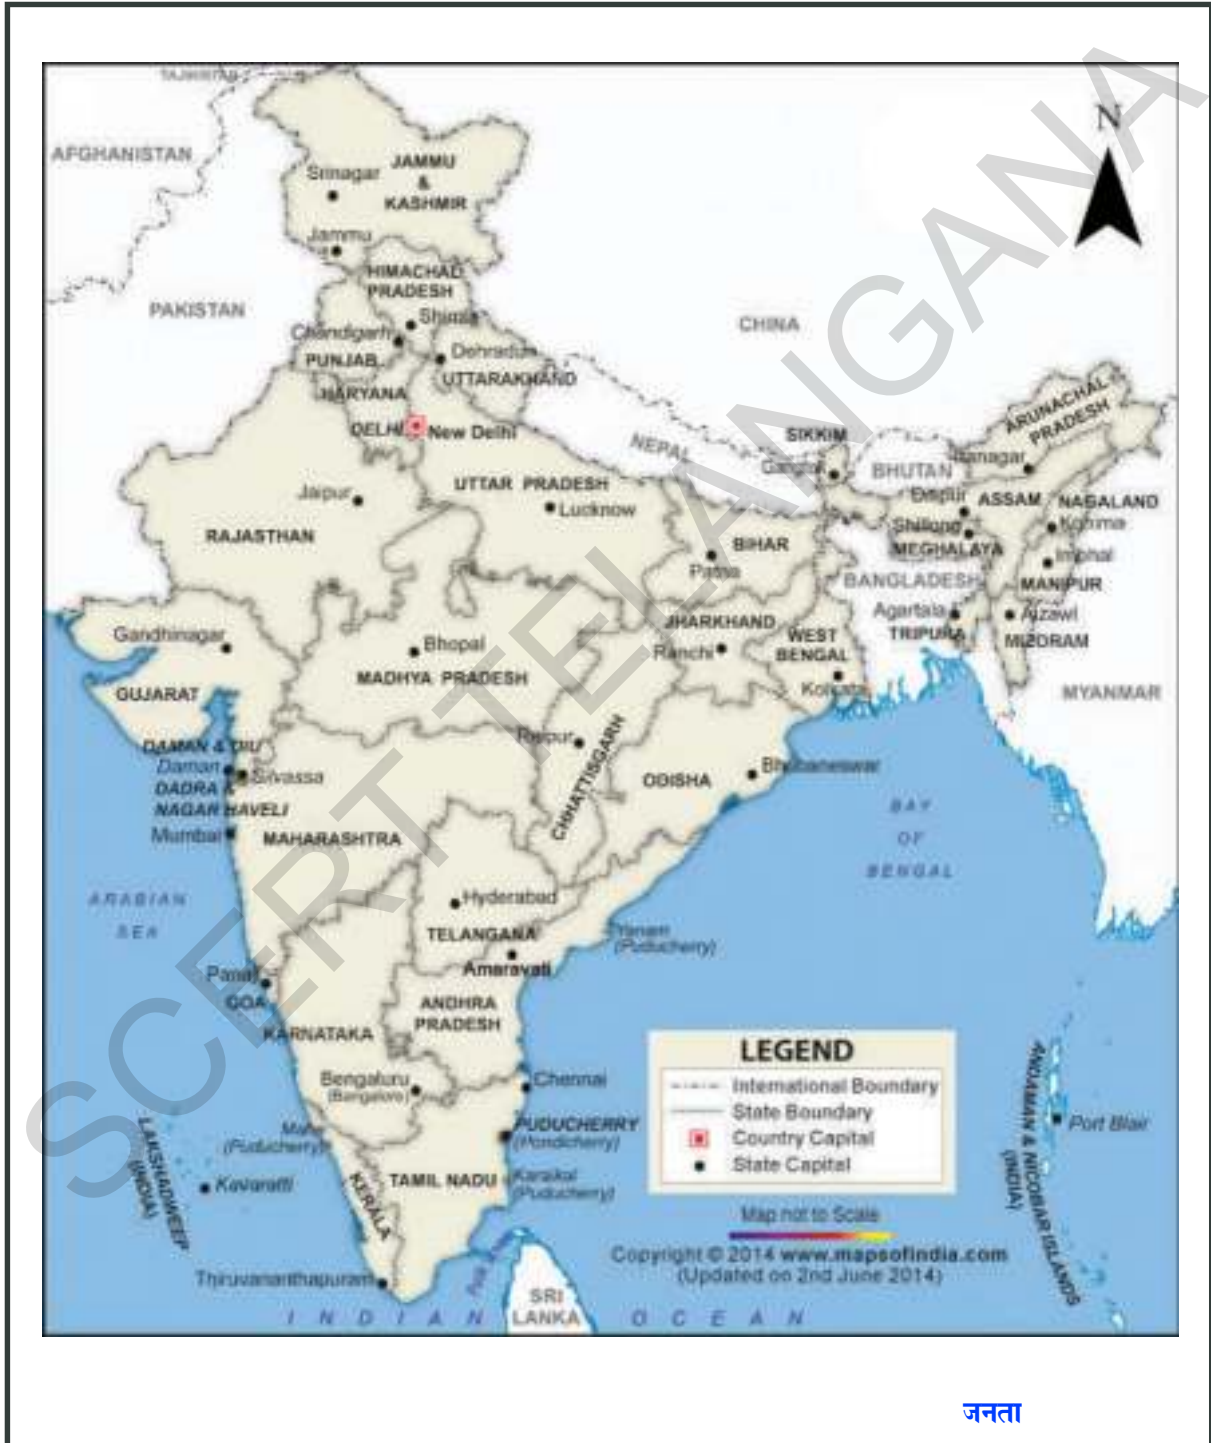 TAJIKISTAN
AFGHANISTAN
N
JAMMU
&
KASHMIR
Srinagar
Jammu
HIMACHAL
PRADESH
PAKISTAN
CHINA
Shimla
Chandigarh
PUNJAB
Dehradun
UTTARAKHAND
HARYANA
DELHI
New Delhi
ARUNACHAL
PRADESH
NEPAL
SIKKIM
Gangtok
BHUTAN
Itanagar
UTTAR PRADESH
Jaipur
Lucknow
RAJASTHAN
Dispur
ASSAM
NAGALAND
Shillong
Kohima
MEGHALAYA
BIHAR
Patna
Imphal
BANGLADESH
MANIPUR
Agartala
Aizawl
TRIPURA
MIZORAM
Gandhinagar
Bhopal
JHARKHAND
Ranchi
WEST
BENGAL
MADHYA PRADESH
Kolkata
MYANMAR
GUJARAT
Raipur
DAMAN & DIU
Daman
Silvassa
DADRA &
NAGAR HAVELI
CHHATTISGARH
ODISHA
Bhubaneswar
Mumbai
MAHARASHTRA
BAY
OF
BENGAL
ARABIAN
SEA
Hyderabad
TELANGANA
Yanam
(Puducherry)
Amaravati
Panaji
GOA
ANDHRA
PRADESH
KARNATAKA
Bengaluru
(Bangalore)
Chennai
LEGEND
International Boundary
State Boundary
Country Capital
State Capital
Mahe
(Puducherry)
PUDUCHERRY
(Pondicherry)
LAKSHADWEEP
(INDIA)
Kavaratti
KERALA
TAMIL NADU
Karaikal
(Puducherry)
ANDAMAN & NICOBAR ISLANDS
(INDIA)
Port Blair
Map not to Scale
Copyright © 2014 www.mapsofindia.com
(Updated on 2nd June 2014)
Thiruvananthapuram
SRI
LANKA
INDIAN OCEAN
SCERT TELANGANA
जनता